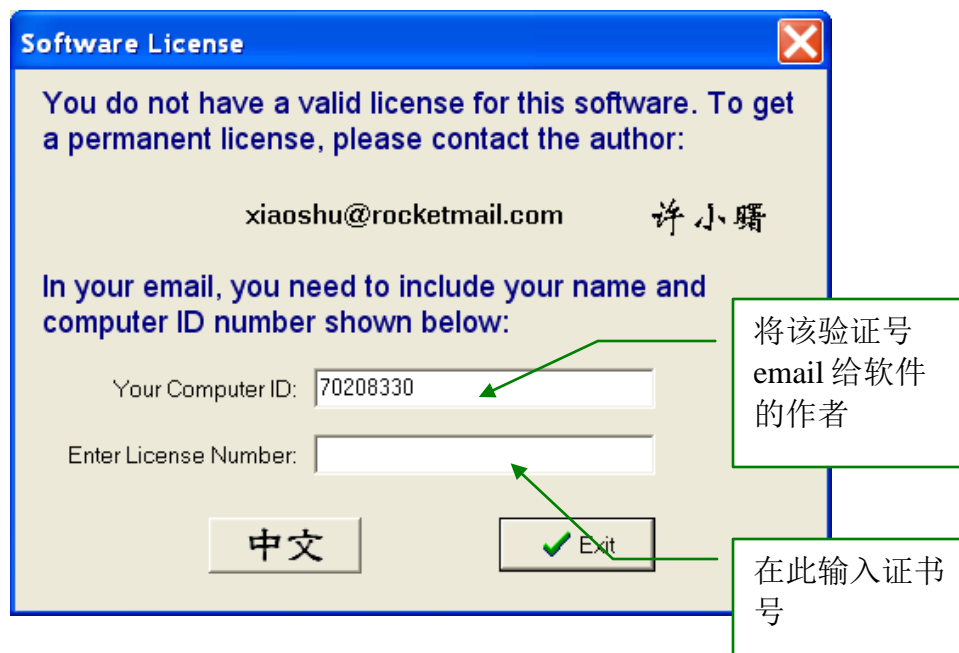 Software License
You do not have a valid license for this software. To get
a permanent license, please contact the author:
xiaoshu@rocketmail.com 许小曙
In your email, you need to include your name and
computer ID number shown below:
将该验证号
email 给软件
的作者
Your Computer ID: 70208330
Enter License Number:
中文
Exit
在此输入证书
号